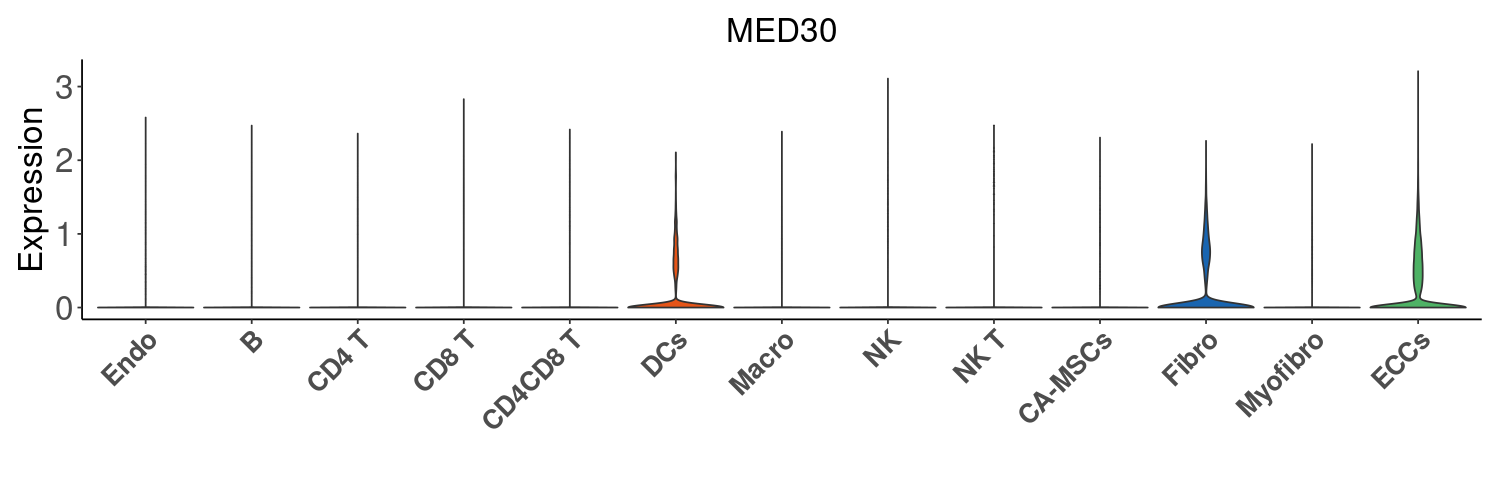 MED30
Expression
3
2
1
0
Endo
B
CD4 T
CD8 T
CD4CD8 T
DCs
Macro
NK
NK T
CA-MSCs
Fibro
Myofibro
ECCs